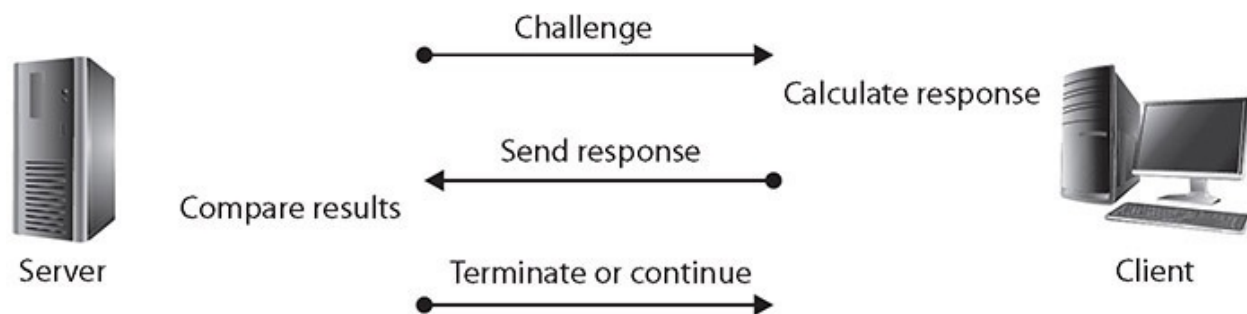 Challenge
Calculate response
Send response
Compare results
Server
Terminate or continue
Client